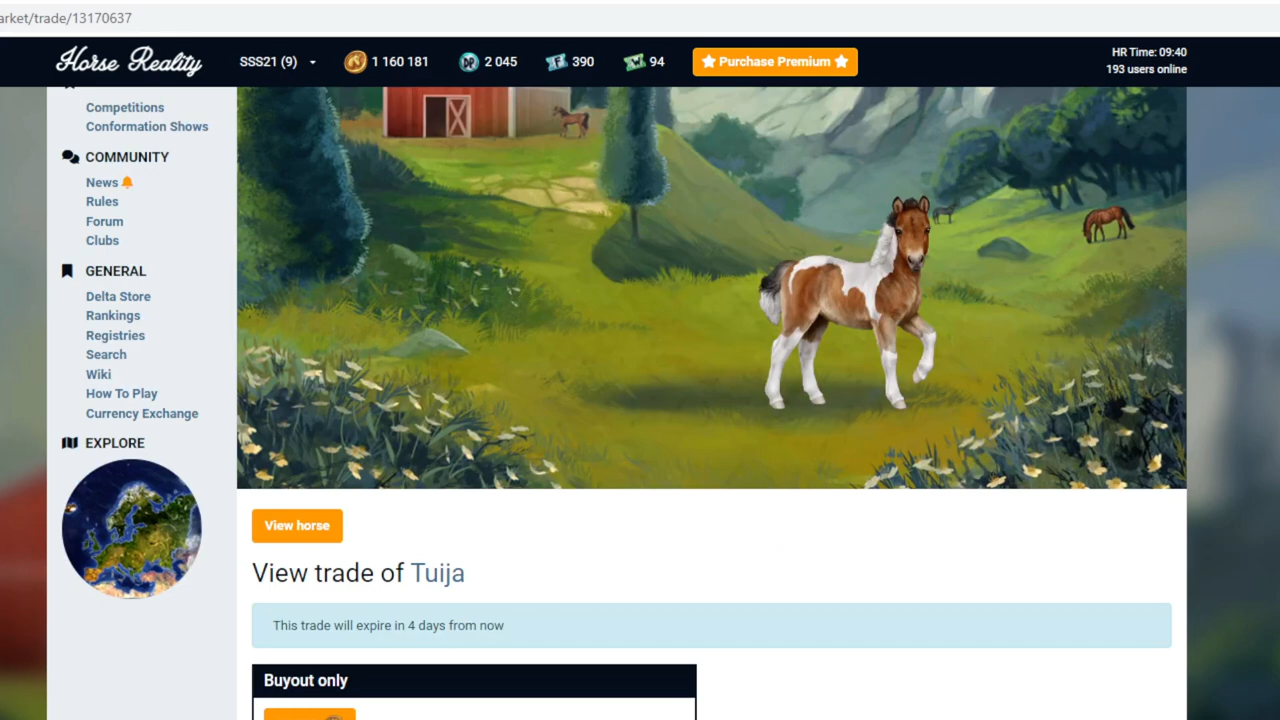 arket/trade/13170637
Horse Reality
SSS21 (9)
1 160 181
DP
2 045
F
390
94
Purchase Premium
HR Time: 09:40
193 users online
Competitions
Conformation Shows
COMMUNITY
News
Rules
Forum
Clubs
GENERAL
Delta Store
Rankings
Registries
Search
Wiki
How To Play
Currency Exchange
EXPLORE
View horse
View trade of Tuija
This trade will expire in 4 days from now
Buyout only